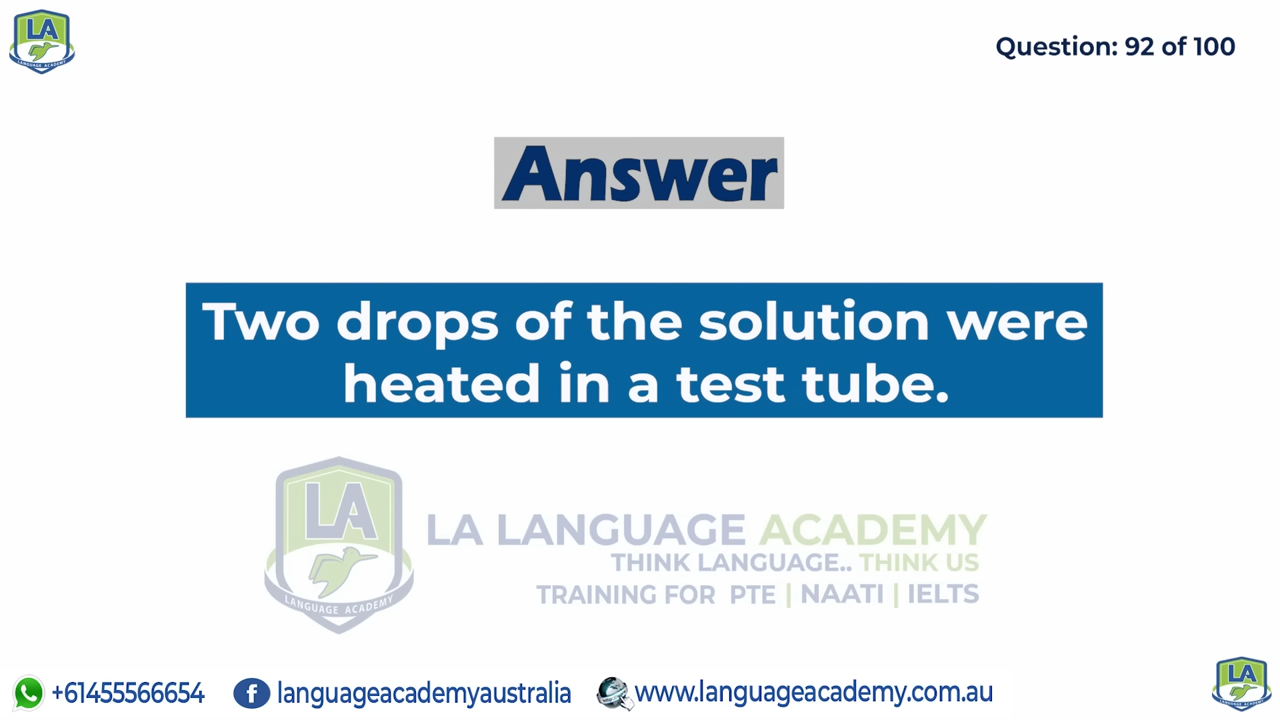 LA
LANGUAGE ACADEMY
Question: 92 of 100
Answer
Two drops of the solution were
heated in a test tube.
LA
LANGUAGE ACADEMY
LA LANGUAGE ACADEMY
THINK LANGUAGE.. THINK US
TRAINING FOR PTE | NAATI | IELTS
+61455566654 languageacademyaustralia www.languageacademy.com.au
LA
LANGUAGE ACADEMY